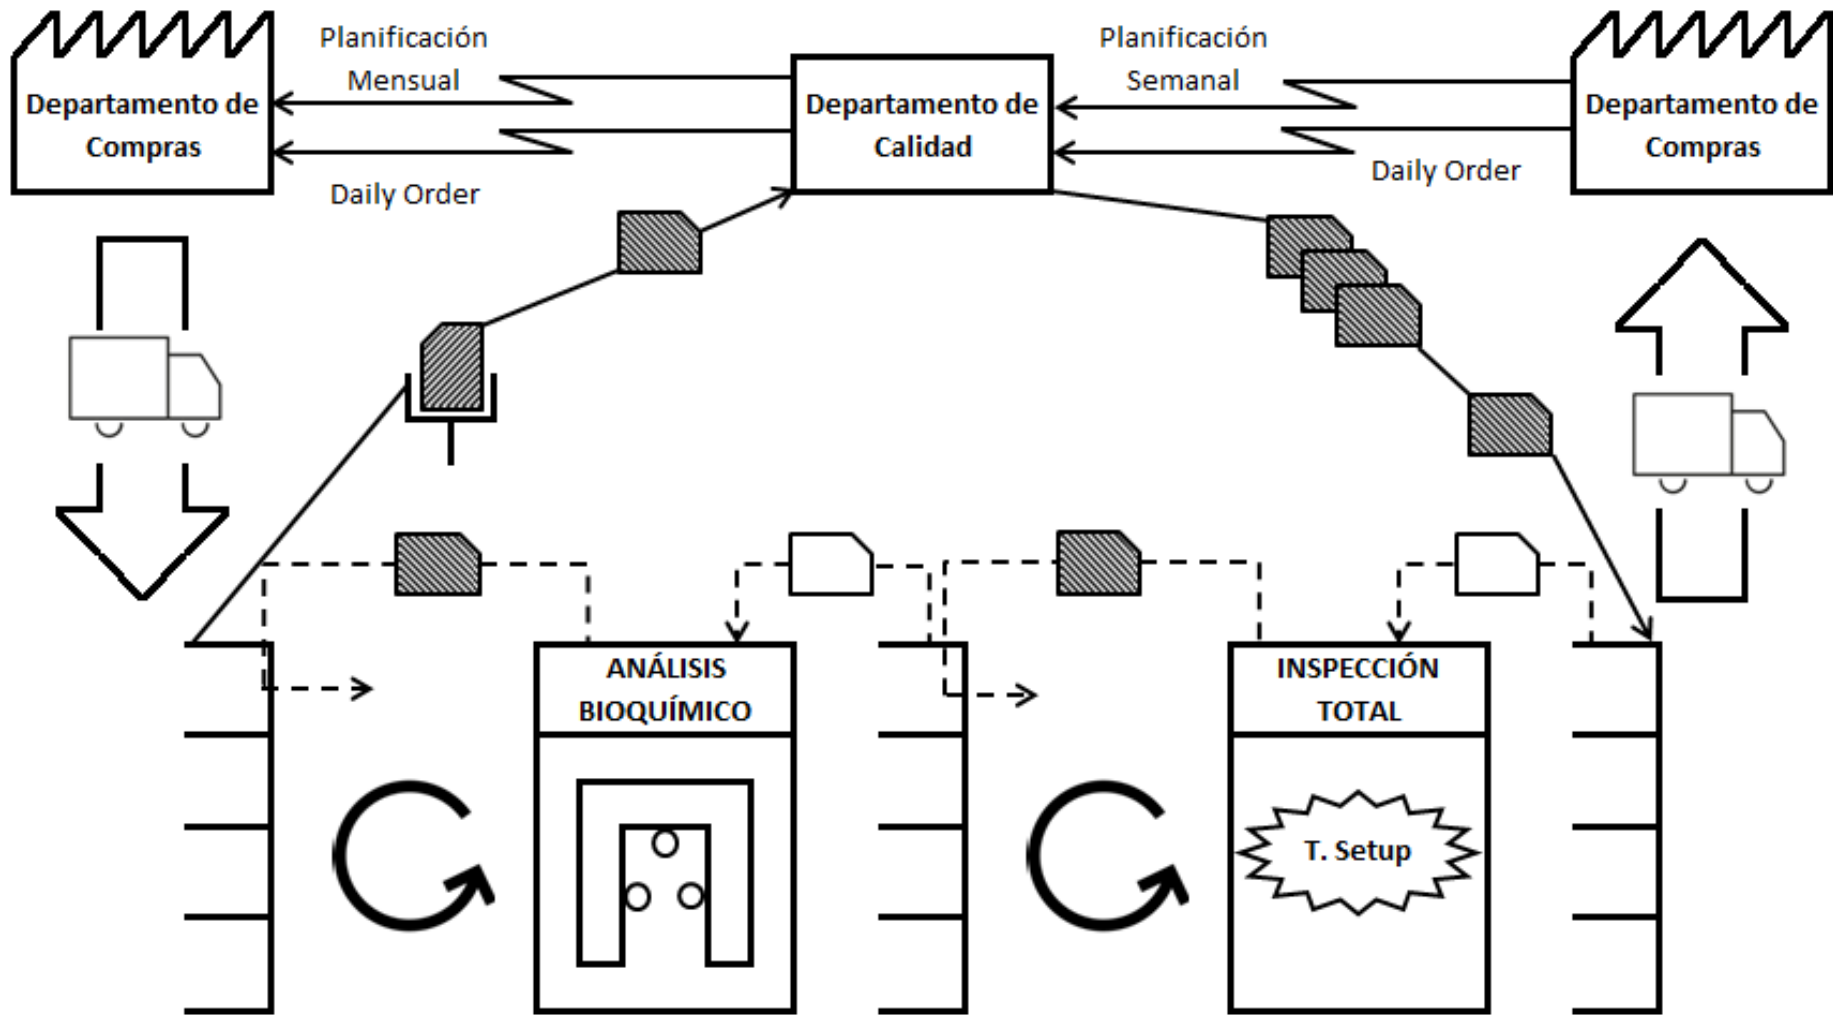 Planificación
Mensual
Departamento de
Compras
Daily Order
Departamento de
Calidad
Planificación
Semanal
Daily Order
Departamento de
Compras
ANÁLISIS
BIOQUÍMICO
INSPECCIÓN
TOTAL
T. Setup